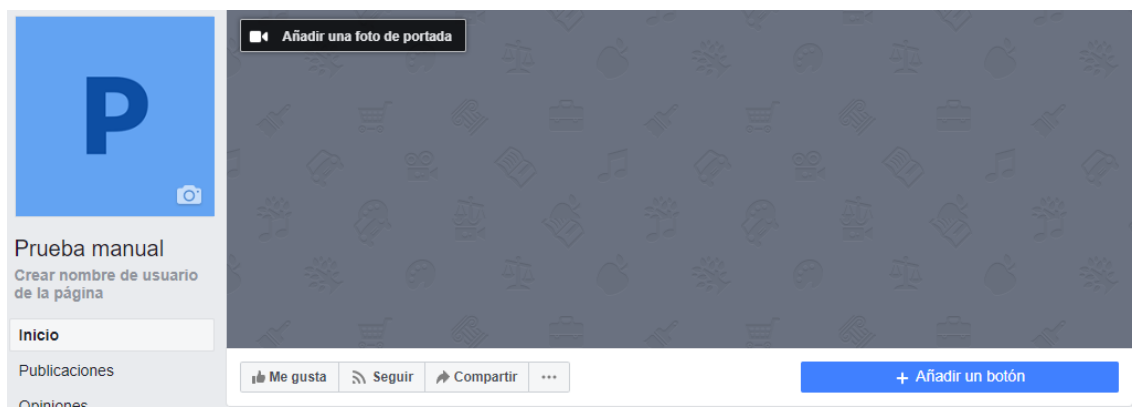 Añadir una foto de portada
P
Prueba manual
Crear nombre de usuario
de la página
Inicio
Publicaciones
Opiniones
Me gusta
Seguir
Compartir
...
+ Añadir un botón